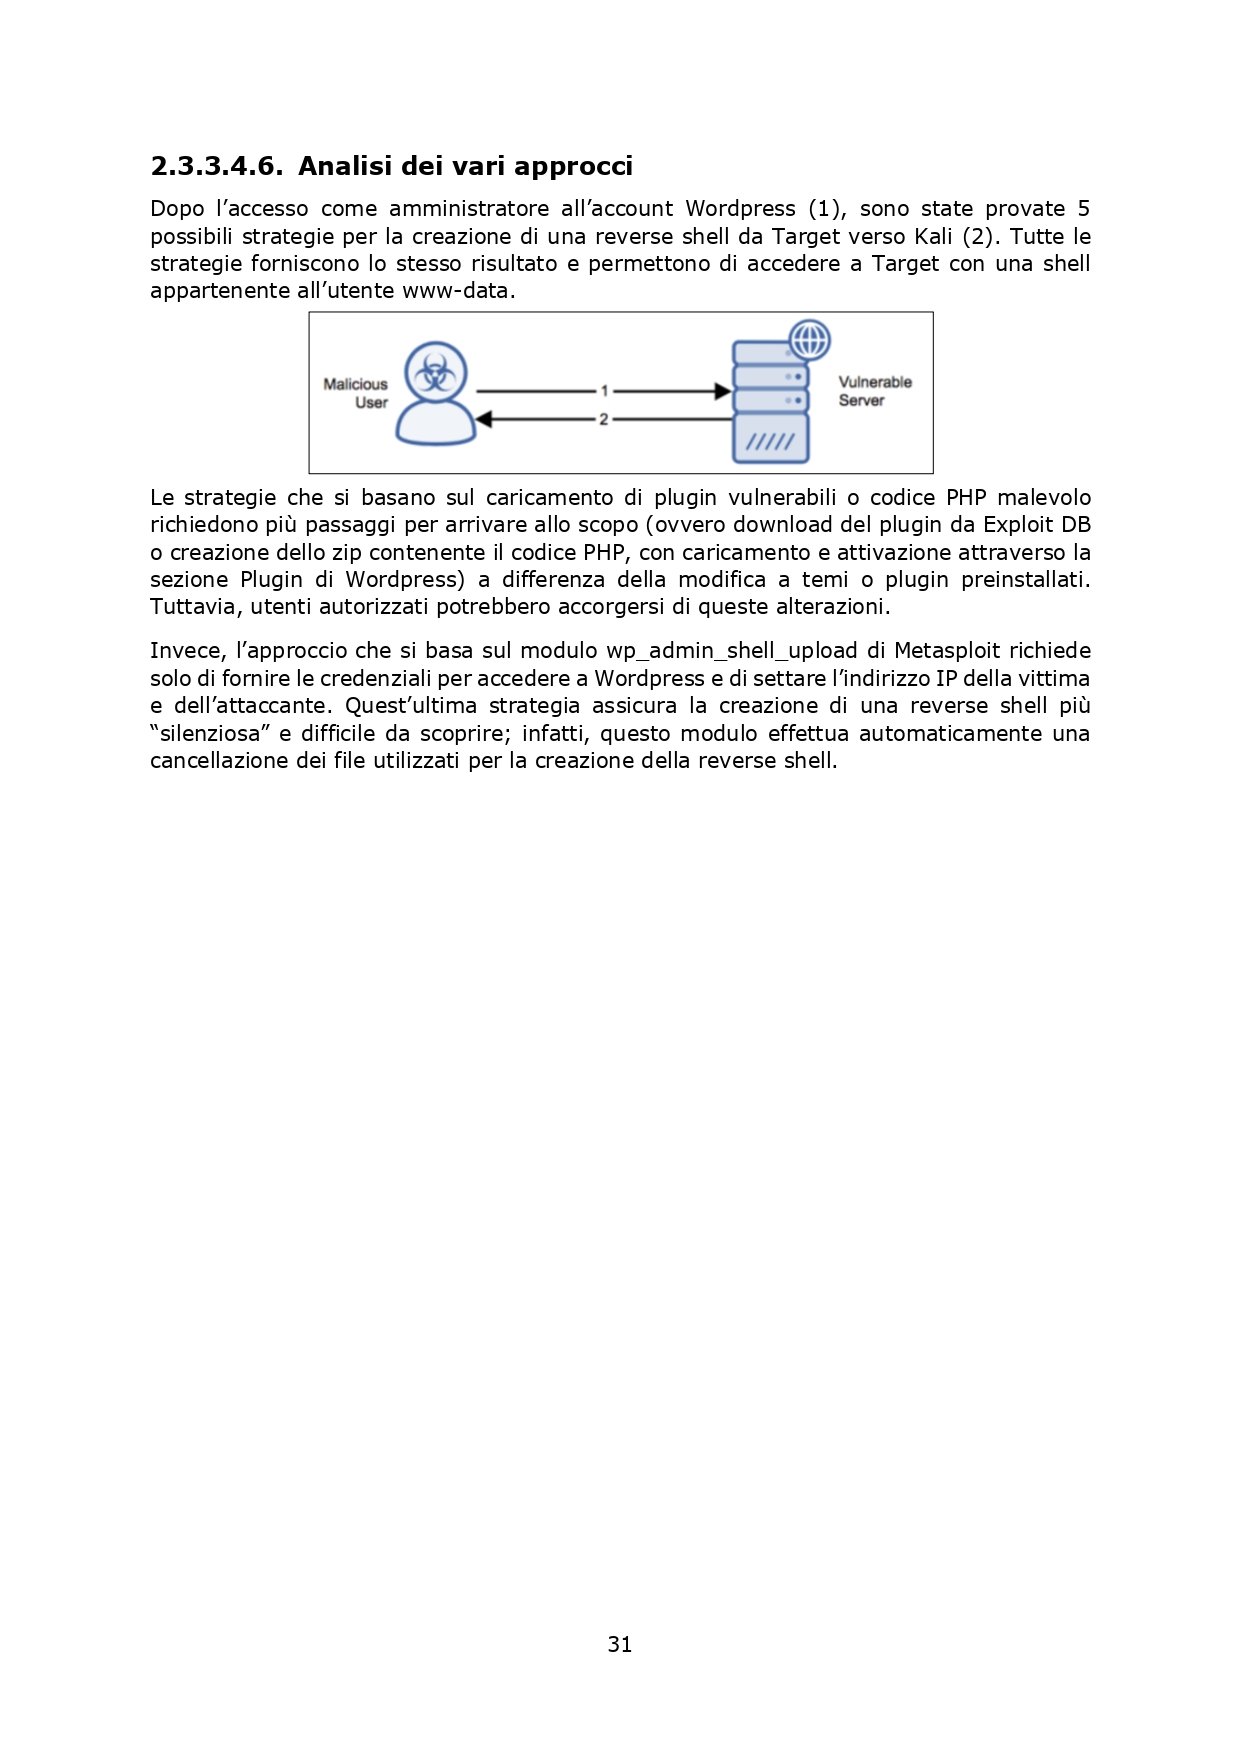 2.3.3.4.6. Analisi dei vari approcci
Dopo l’accesso come amministratore all’account Wordpress (1), sono state provate 5
possibili strategie per la creazione di una reverse shell da Target verso Kali (2). Tutte le
strategie forniscono lo stesso risultato e permettono di accedere a Target con una shell
appartenente all’utente www-data.
Malicious
User
1
2
Vulnerable
Server
Le strategie che si basano sul caricamento di plugin vulnerabili o codice PHP malevolo
richiedono più passaggi per arrivare allo scopo (ovvero download del plugin da Exploit DB
o creazione dello zip contenente il codice PHP, con caricamento e attivazione attraverso la
sezione Plugin di Wordpress) a differenza della modifica a temi o plugin preinstallati.
Tuttavia, utenti autorizzati potrebbero accorgersi di queste alterazioni.
Invece, l’approccio che si basa sul modulo wp_admin_shell_upload di Metasploit richiede
solo di fornire le credenziali per accedere a Wordpress e di settare l’indirizzo IP della vittima
e dell’attaccante. Quest’ultima strategia assicura la creazione di una reverse shell più
“silenziosa” e difficile da scoprire; infatti, questo modulo effettua automaticamente una
cancellazione dei file utilizzati per la creazione della reverse shell.
31